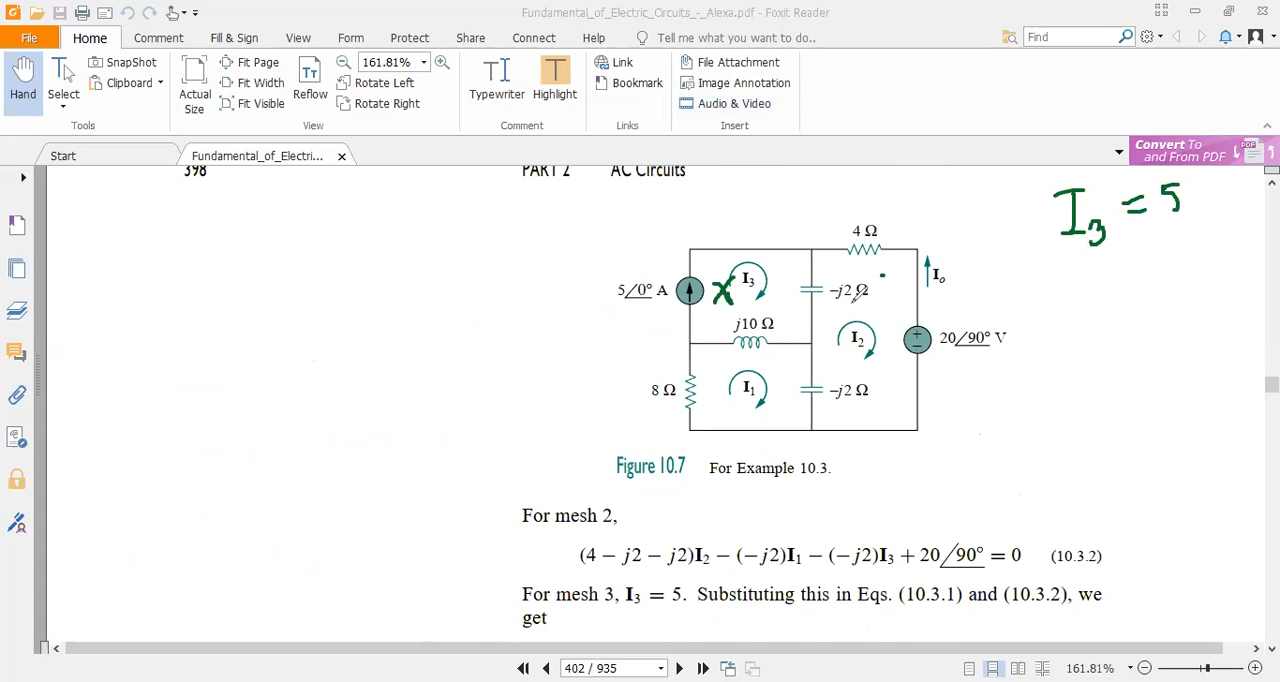 Fundamental_of_Electric_Circuits_-_Alexa.pdf - Foxit Reader
File Home Comment Fill & Sign View Form Protect Share Connect Help Tell me what you want to do.. Find
Hand
Select
SnapShot
Clipboard
Actual Size
Fit Page
Fit Width
Fit Visible
Reflow
161.81%
Rotate Left
Rotate Right
Typewriter
Highlight
Link
Bookmark
File Attachment
Image Annotation
Audio & Video
Tools View Comment Links Insert
Start Fundamental_of_Electri...
Convert To
and From PDF
398 PART 2 AC Circuits
I3 = 5
4 Ω
5/0° A
X
I3
-j2 Ω
Io
j10 Ω
I2
20/90° V
8 Ω
I1
-j2 Ω
Figure 10.7 For Example 10.3.
For mesh 2,
(4 − j2 − j2)I2 − (−j2)I1 − (−j2)I3 + 20/90° = 0 (10.3.2)
For mesh 3, I3 = 5. Substituting this in Eqs. (10.3.1) and (10.3.2), we
get
402 / 935
161.81%